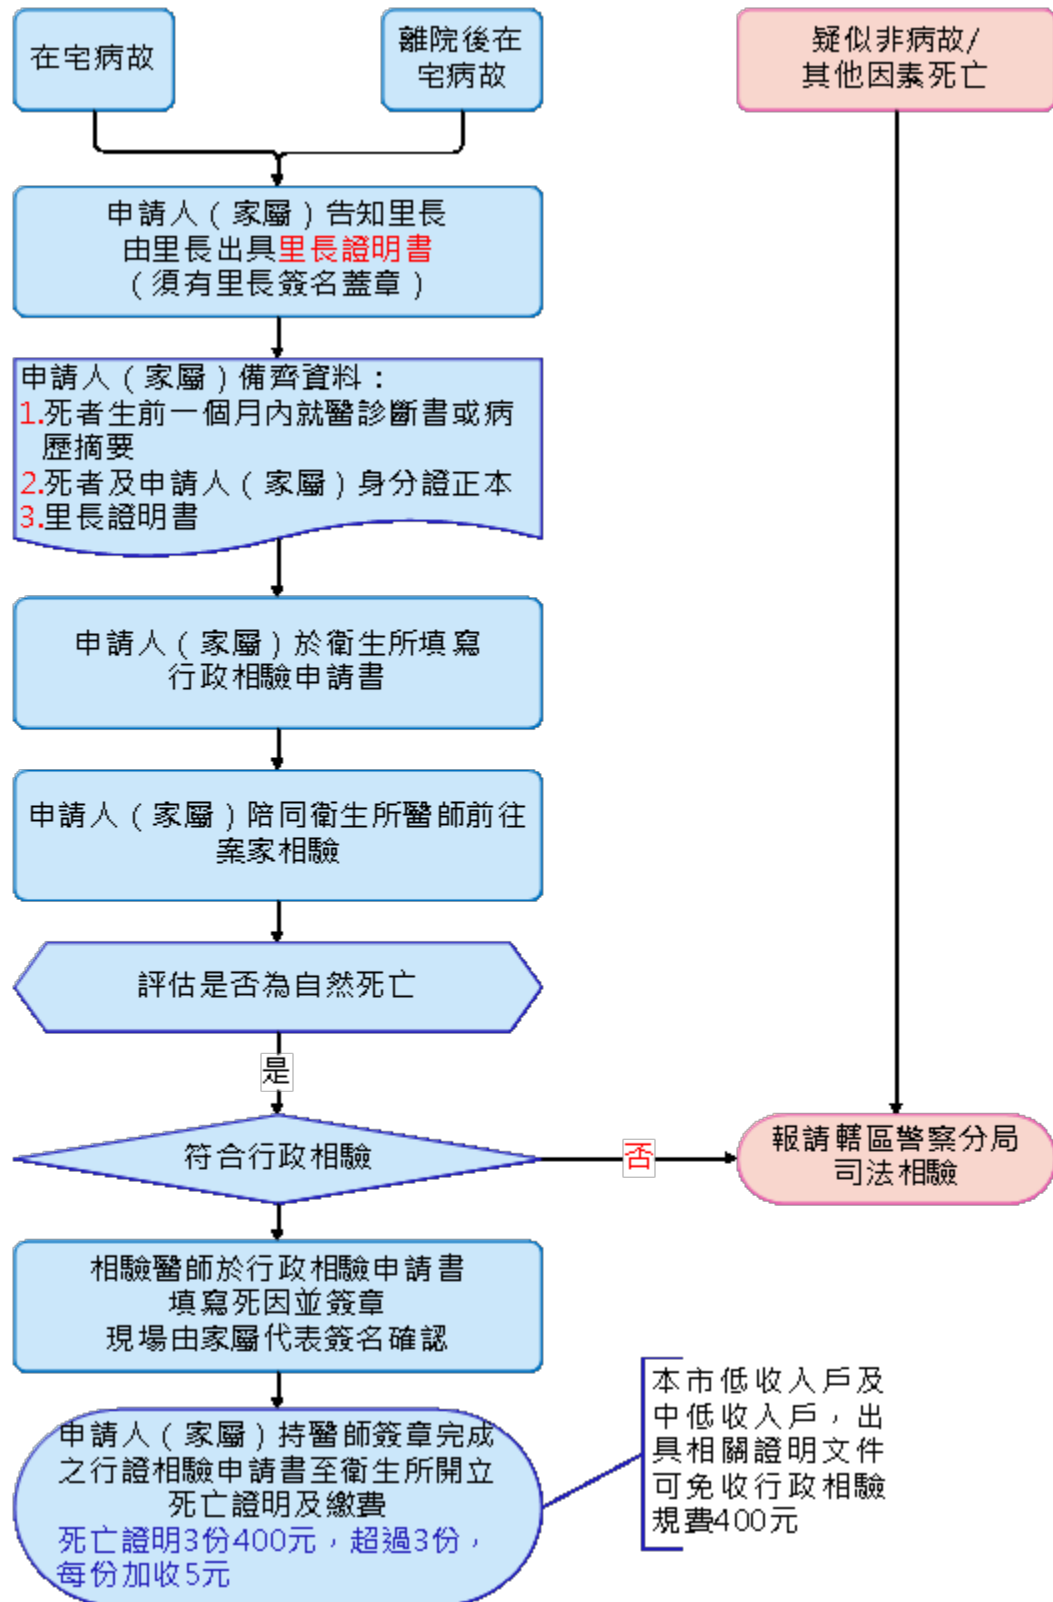 在宅病故
離院後在
宅病故
疑似非病故/
其他因素死亡
申請人（家屬）告知里長
由里長出具里長證明書
（須有里長簽名蓋章）
申請人（家屬）備齊資料：
1.死者生前一個月內就醫診斷書或病
歷摘要
2.死者及申請人（家屬）身分證正本
3.里長證明書
申請人（家屬）於衛生所填寫
行政相驗申請書
申請人（家屬）陪同衛生所醫師前往
案家相驗
評估是否為自然死亡
是
符合行政相驗
否
報請轄區警察分局
司法相驗
相驗醫師於行政相驗申請書
填寫死因並簽章
現場由家屬代表簽名確認
申請人（家屬）持醫師簽章完成
之行證相驗申請書至衛生所開立
死亡證明及繳費
死亡證明3份400元，超過3份，
每份加收5元
本市低收入戶及
中低收入戶，出
具相關證明文件
可免收行政相驗
規費400元